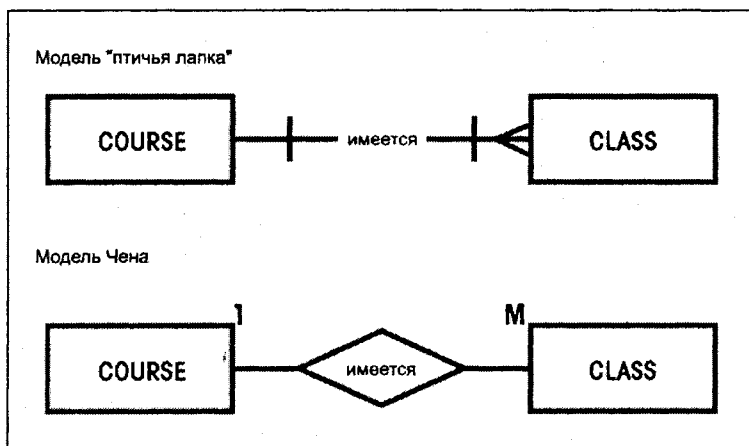 Модель "птичья лапка"
COURSE имеется CLASS
Модель Чена
1 M
COURSE имеется CLASS